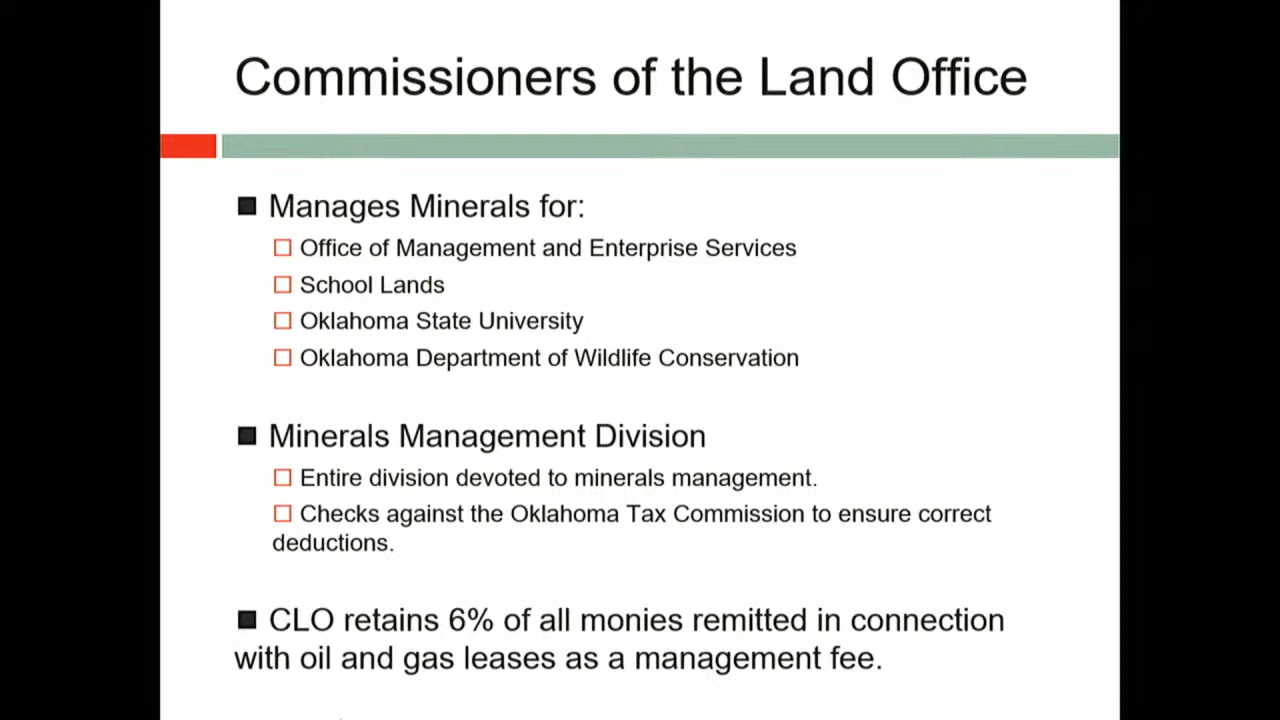 Commissioners of the Land Office
Manages Minerals for:
Office of Management and Enterprise Services
School Lands
Oklahoma State University
Oklahoma Department of Wildlife Conservation
Minerals Management Division
Entire division devoted to minerals management.
Checks against the Oklahoma Tax Commission to ensure correct
deductions.
CLO retains 6% of all monies remitted in connection
with oil and gas leases as a management fee.